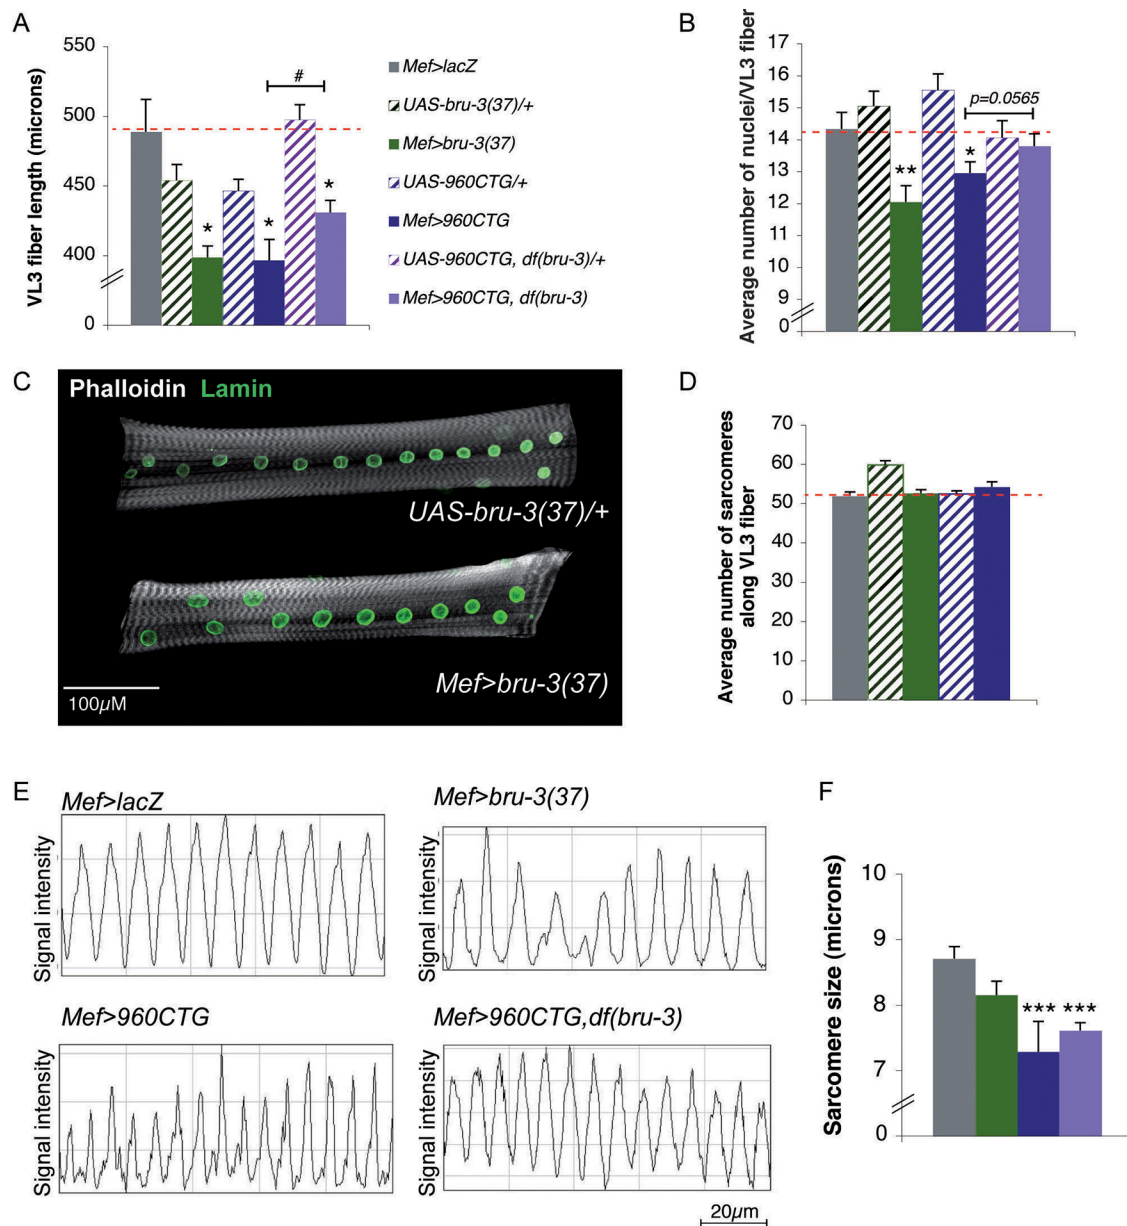 A
VL3 fiber length (microns)
550
500
450
400
0
#
*
*
*
Mef>lacZ
UAS-bru-3(37)/+
Mef>bru-3(37)
UAS-960CTG/+
Mef>960CTG
UAS-960CTG, df(bru-3)/+
Mef>960CTG, df(bru-3)
B
Average number of nuclei/VL3 fiber
17
16
15
14
13
12
11
10
9
0
p=0.0565
**
*
C
Phalloidin Lamin
UAS-bru-3(37)/+
Mef>bru-3(37)
100µM
D
Average number of sarcomeres
along VL3 fiber
70
60
50
40
30
20
10
0
E
Mef>lacZ
Signal intensity
Mef>bru-3(37)
Signal intensity
Mef>960CTG
Signal intensity
Mef>960CTG,df(bru-3)
Signal intensity
20µm
F
Sarcomere size (microns)
10
9
8
7
0
*** ***